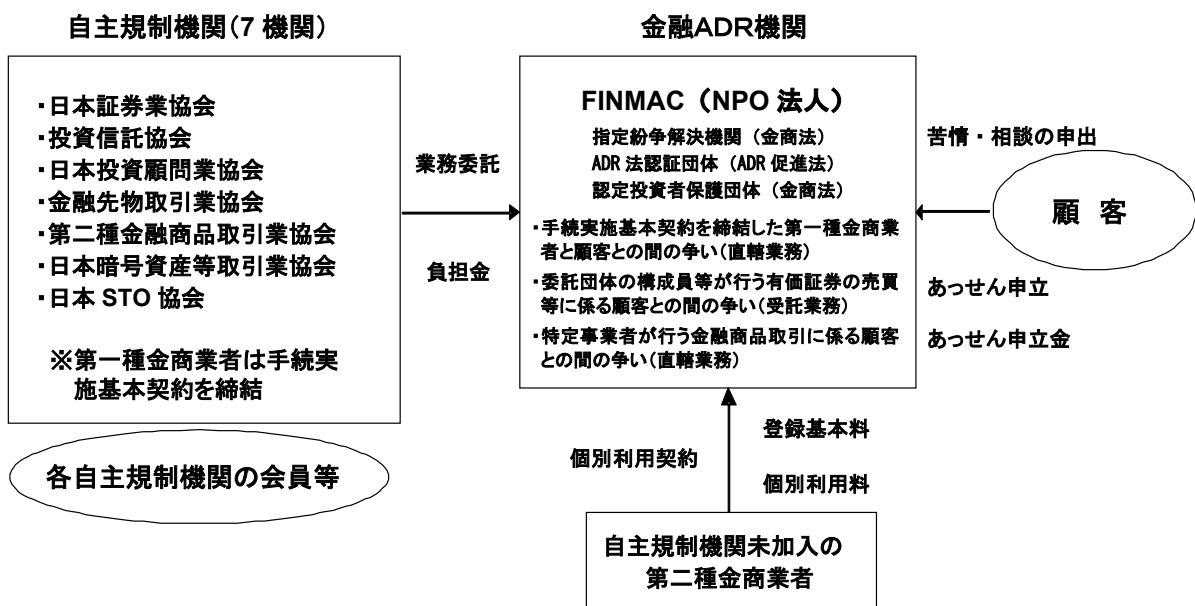 自主規制機関（7 機関）
・日本証券業協会
・投資信託協会
・日本投資顧問業協会
・金融先物取引業協会
・第二種金融商品取引業協会
・日本暗号資産等取引業協会
・日本 STO 協会
※第一種金商業者は手続実
施基本契約を締結
各自主規制機関の会員等
業務委託
負担金
金融ＡＤＲ機関
FINMAC（NPO 法人）
指定紛争解決機関（金商法）
ADR 法認証団体（ADR 促進法）
認定投資者保護団体（金商法）
・手続実施基本契約を締結した第一種金商業
者と顧客との間の争い（直轄業務）
・委託団体の構成員等が行う有価証券の売買
等に係る顧客との間の争い（受託業務）
・特定事業者が行う金融商品取引に係る顧客
との間の争い（直轄業務）
苦情・相談の申出
顧 客
あっせん申立
あっせん申立金
個別利用契約
登録基本料
個別利用料
自主規制機関未加入の
第二種金商業者